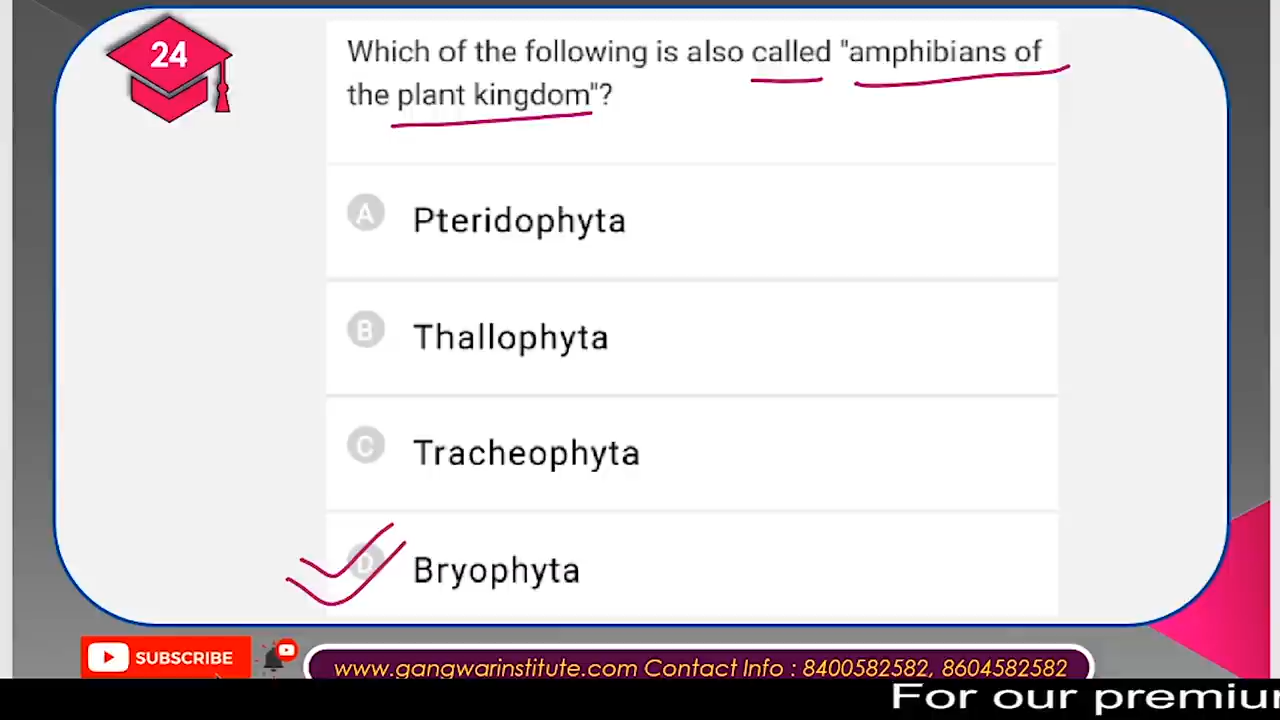 24
Which of the following is also called "amphibians of
the plant kingdom"?
A
Pteridophyta
B
Thallophyta
C
Tracheophyta
D
Bryophyta
SUBSCRIBE
www.gangwarinstitute.com Contact Info : 8400582582, 8604582582
For our premiu